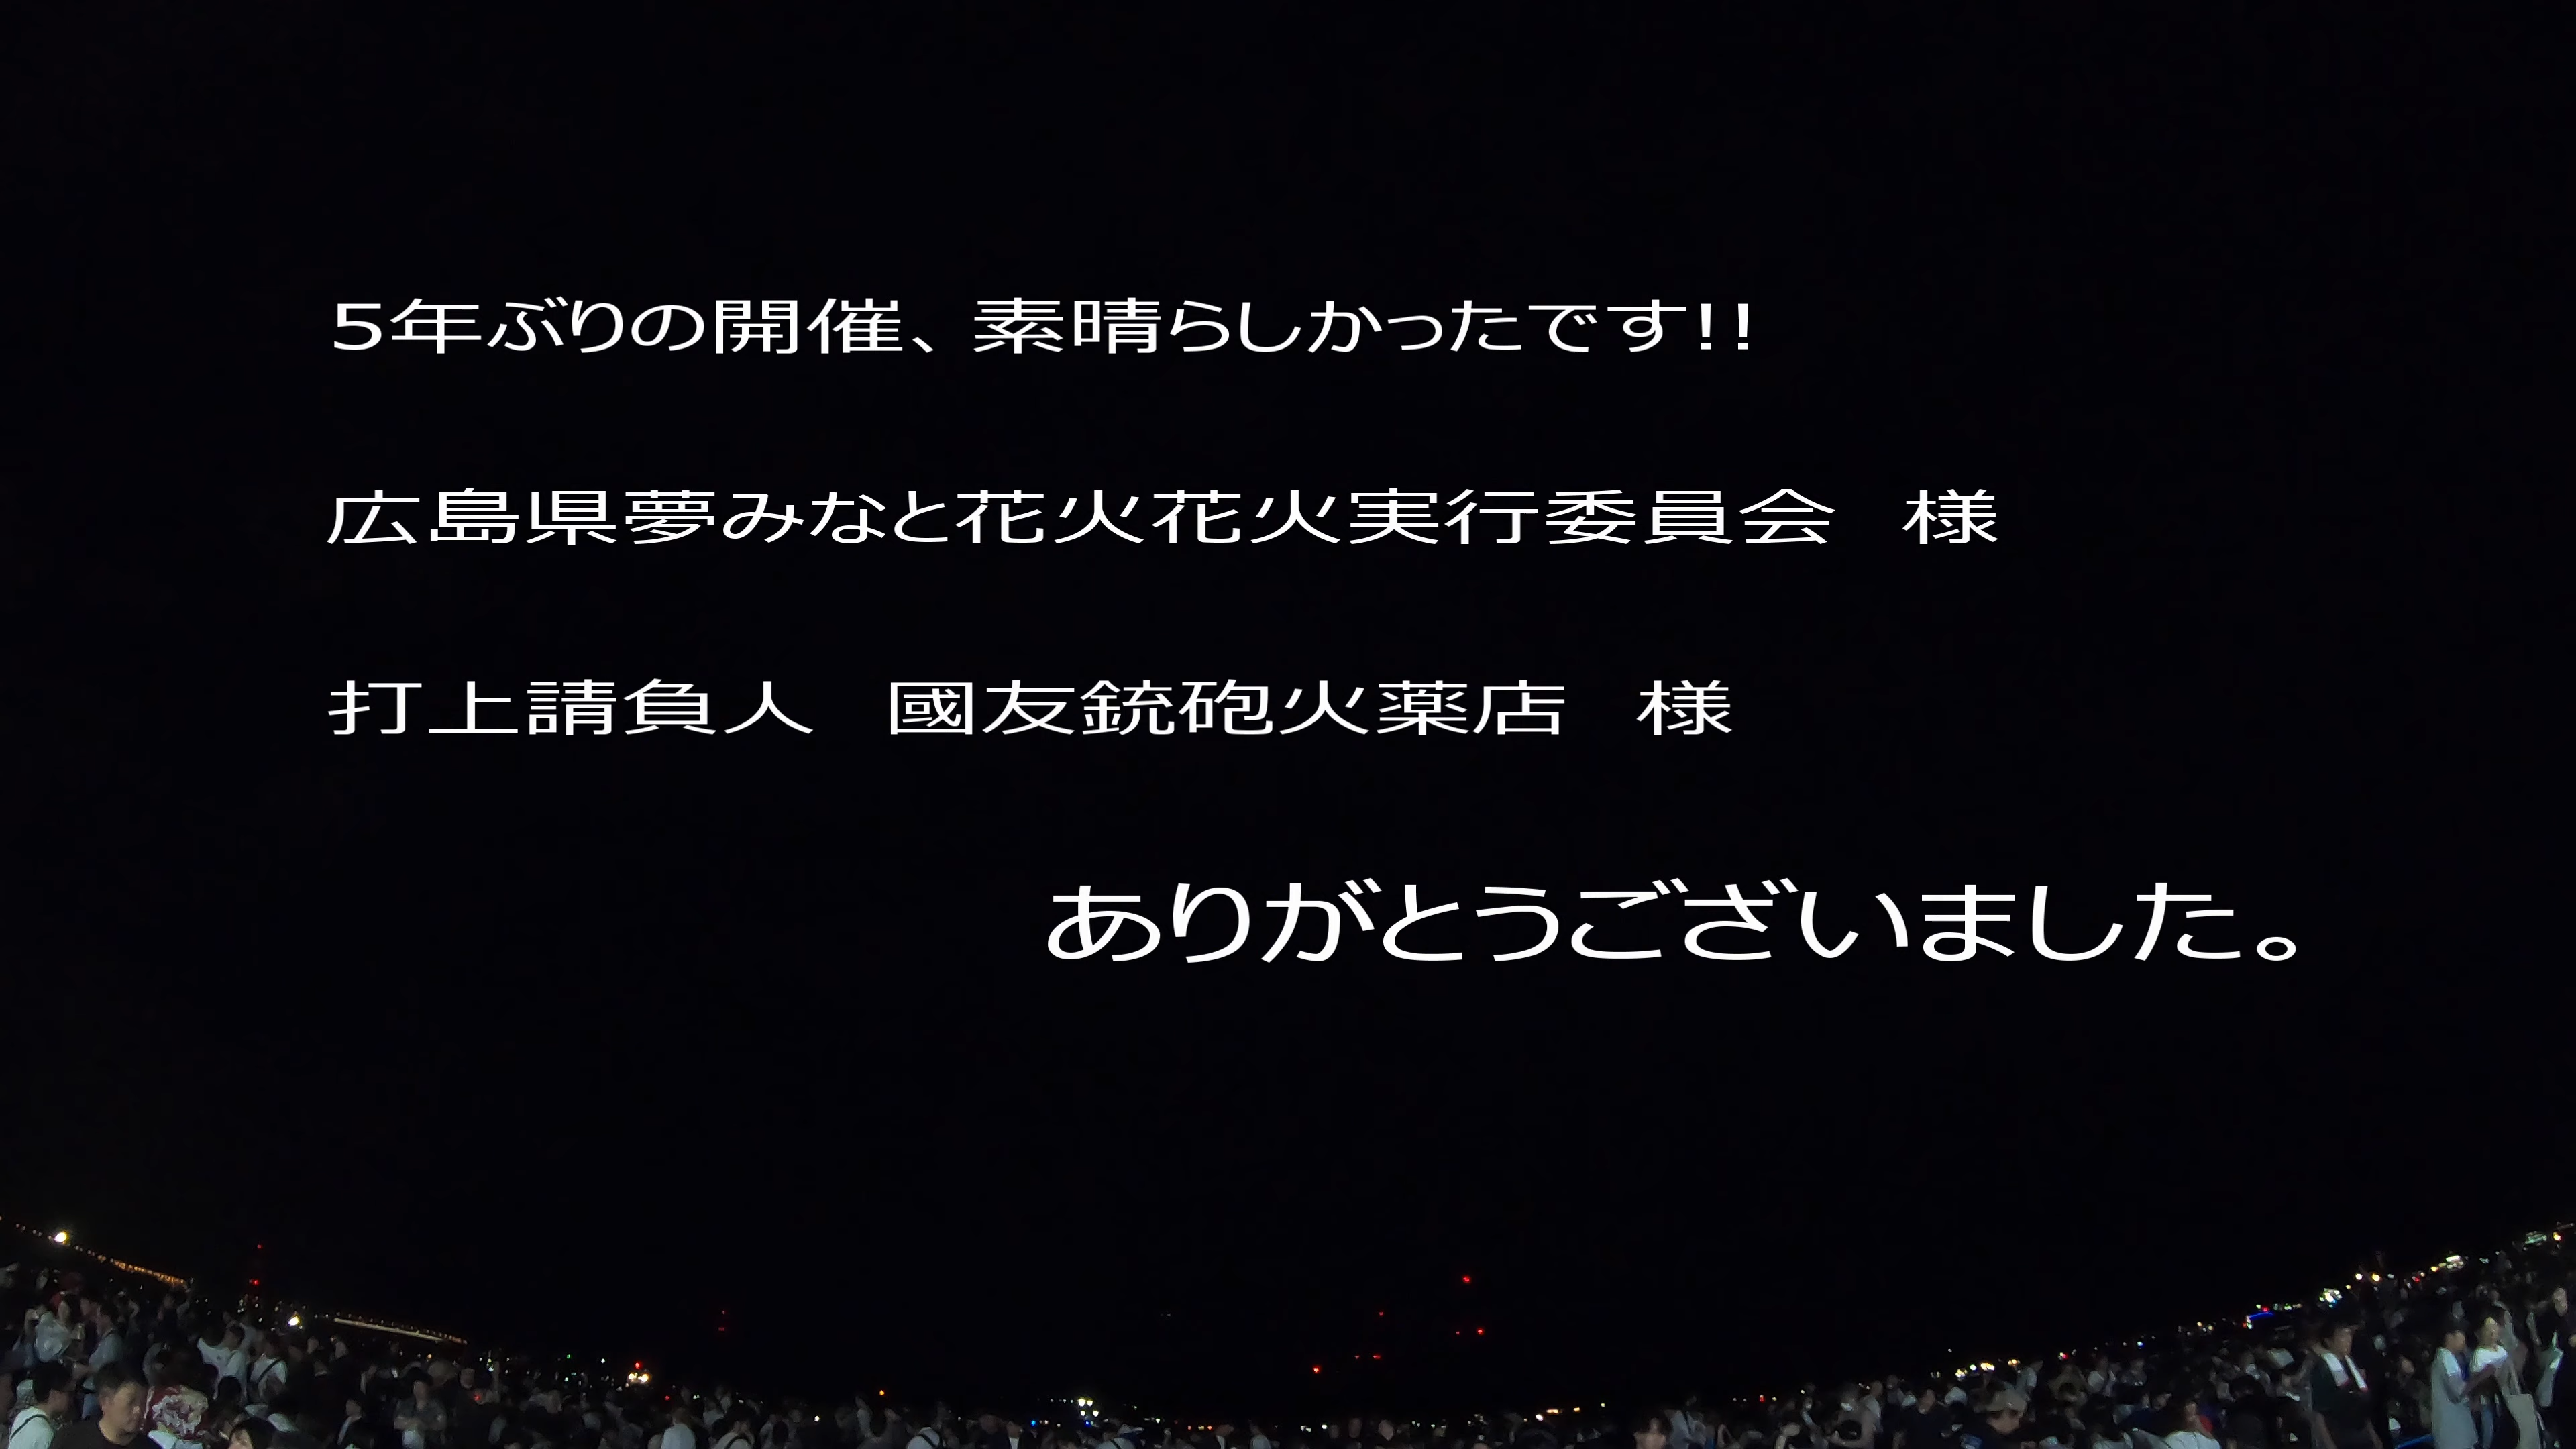 5年ぶりの開催、素晴らしかったです!!
広島県夢みなと花火花火実行委員会　様
打上請負人　國友銃砲火薬店　様
ありがとうございました。